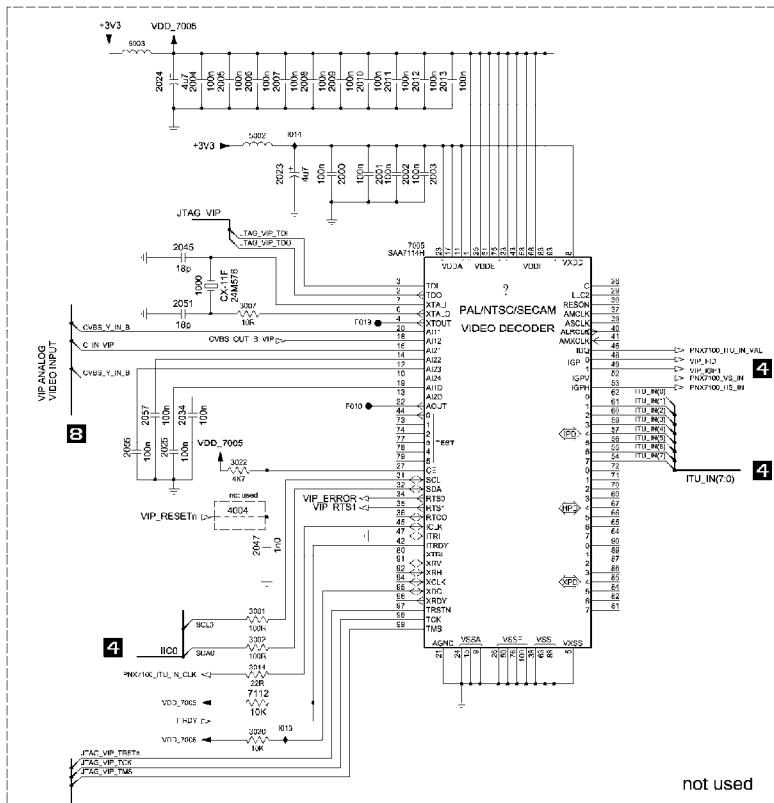 +3V3
VDD_7005
5003
2024
4u7
2004
100n
2005
100n
2006
100n
2007
100n
2008
100n
2009
100n
2010
100n
2011
100n
2012
100n
2013
100n
5002
I014
+3V3
2023
4u7
100n
2000
100n
2001
100n
2002
100n
2003
JTAG_VIP
JTAG_VIP_TDI
JTAG_VIP_TDO
7005
SAA7114H
VDDA
VDDE
VDDI
VXDD
?
PAL/NTSC/SECAM
VIDEO DECODER
2045
18p
1000
CX-11F
24M576
2051
18p
3007
10R
F019
CVBS_Y_IN_B
C_IN_VIP
CVBS_OUT_B_VIP
CVBS_Y_IN_B
VIP ANALOG
VIDEO INPUT
8
2057
100n
2034
100n
2055
100n
2025
100n
F010
VDD_7005
3022
4K7
not used
4004
VIP_RESETn
2047
1n0
VIP_ERROR
VIP_RTS1
TDI
TDO
XTALI
XTALO
XTOUT
AI11
AI12
AI21
AI22
AI23
AI24
AI1D
AI2D
AOUT
TEST
CE
SCL
SDA
RTS0
RTS1
RTCO
ICLK
ITRI
ITRDY
XTRI
XRV
XRH
XCLK
XDQ
XRDY
TRSTN
TCK
TMS
LLC2
RESON
AMCLK
ASCLK
ALRCLK
AMXCLK
IDQ
IGP
IGPV
IGPH
IPD
HPD
XPD
PNX7100_ITU_IN_VAL
VIP_IGP1
PNX7100_VS_IN
PNX7100_HS_IN
4
ITU_IN(0)
ITU_IN(1)
ITU_IN(2)
ITU_IN(3)
ITU_IN(4)
ITU_IN(5)
ITU_IN(6)
ITU_IN(7)
4
ITU_IN(7:0)
AGND
VSSA
VSSE
VSS
VXSS
4
IIC0
SCL0
SDA0
3001
100R
3002
100R
3014
22R
PNX7100_ITU_IN_CLK
VDD_7005
7112
10K
ITRDY
VDD_7005
3020
10K
I013
JTAG_VIP_TRSTn
JTAG_VIP_TCK
JTAG_VIP_TMS
not used